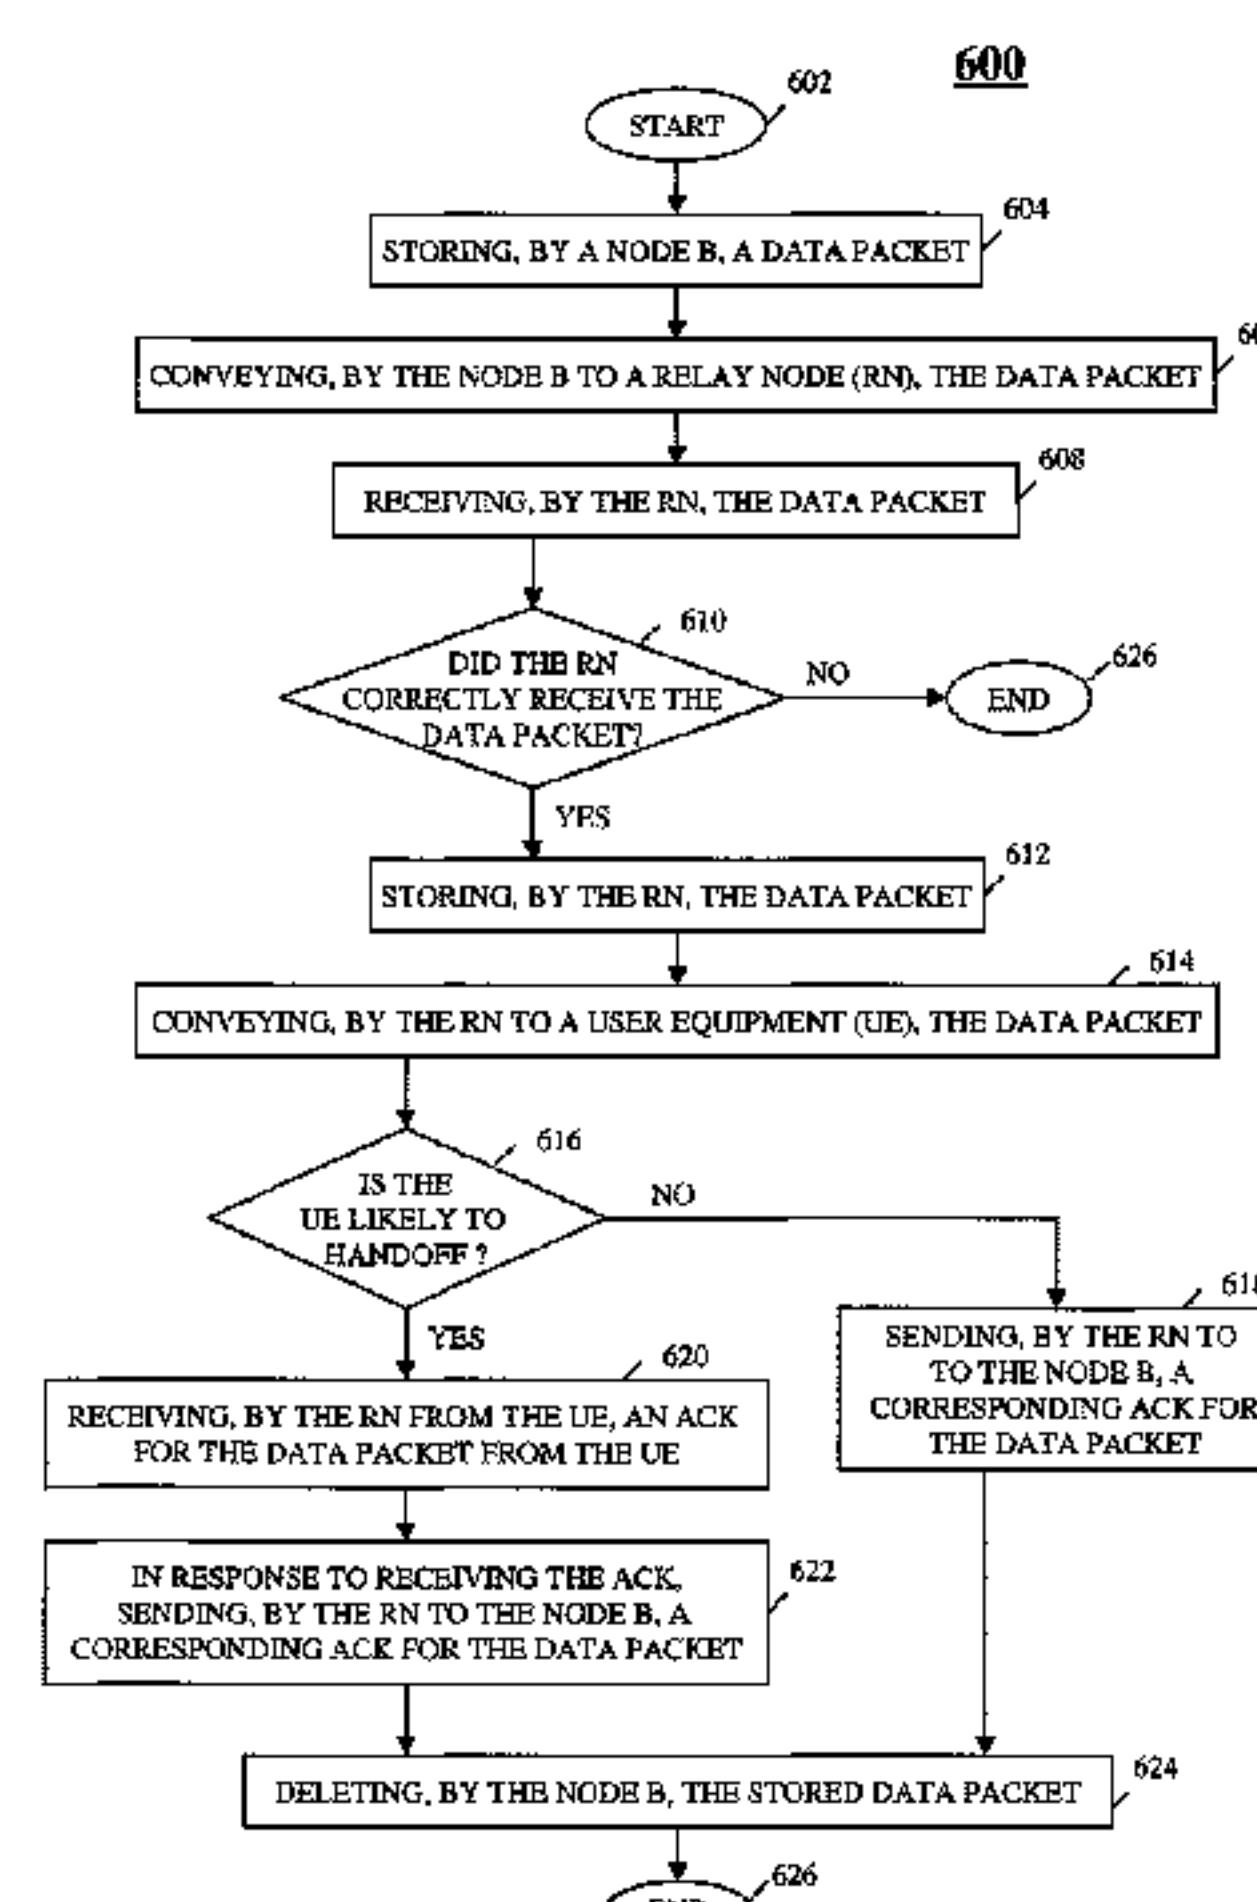 600
602
START
604
STORING, BY A NODE B, A DATA PACKET
CONVEYING, BY THE NODE B TO A RELAY NODE (RN), THE DATA PACKET
608
RECEIVING, BY THE RN, THE DATA PACKET
610
DID THE RN
CORRECTLY RECEIVE THE
DATA PACKET?
NO
626
END
YES
612
STORING, BY THE RN, THE DATA PACKET
614
CONVEYING, BY THE RN TO A USER EQUIPMENT (UE), THE DATA PACKET
616
IS THE
UE LIKELY TO
HANDOFF ?
NO
YES
618
SENDING, BY THE RN TO
TO THE NODE B, A
CORRESPONDING ACK FOR
THE DATA PACKET
620
RECEIVING, BY THE RN FROM THE UE, AN ACK
FOR THE DATA PACKET FROM THE UE
622
IN RESPONSE TO RECEIVING THE ACK,
SENDING, BY THE RN TO THE NODE B, A
CORRESPONDING ACK FOR THE DATA PACKET
624
DELETING, BY THE NODE B, THE STORED DATA PACKET
626